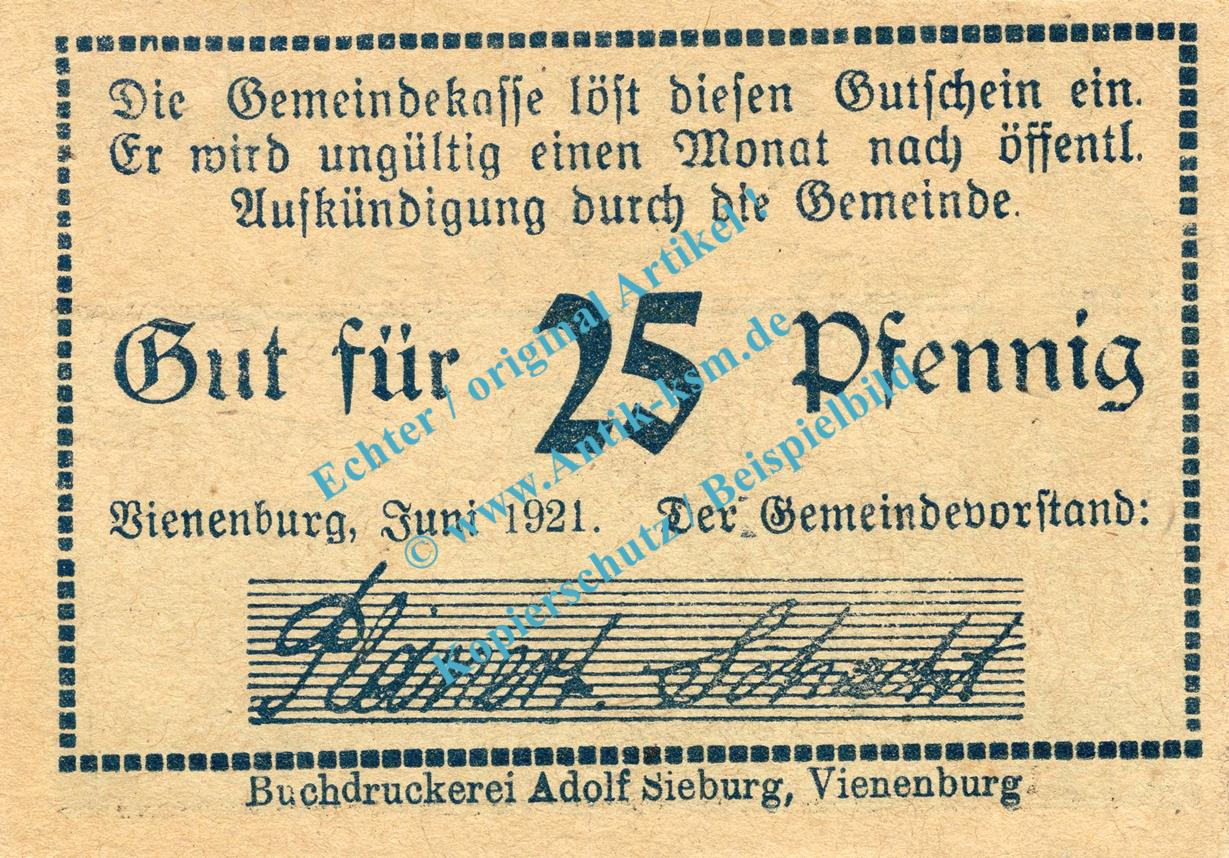 Die Gemeindekasse löst diesen Gutschein ein.
Er wird ungültig einen Monat nach öffentl.
Aufkündigung durch die Gemeinde.
Gut für 25 Pfennig
Vienenburg, Juni 1921. Der Gemeindevorstand:
Buchdruckerei Adolf Sieburg, Vienenburg
Echter / original Artikel !
© www.Antik-ksm.de
Kopierschutz / Beispielbild